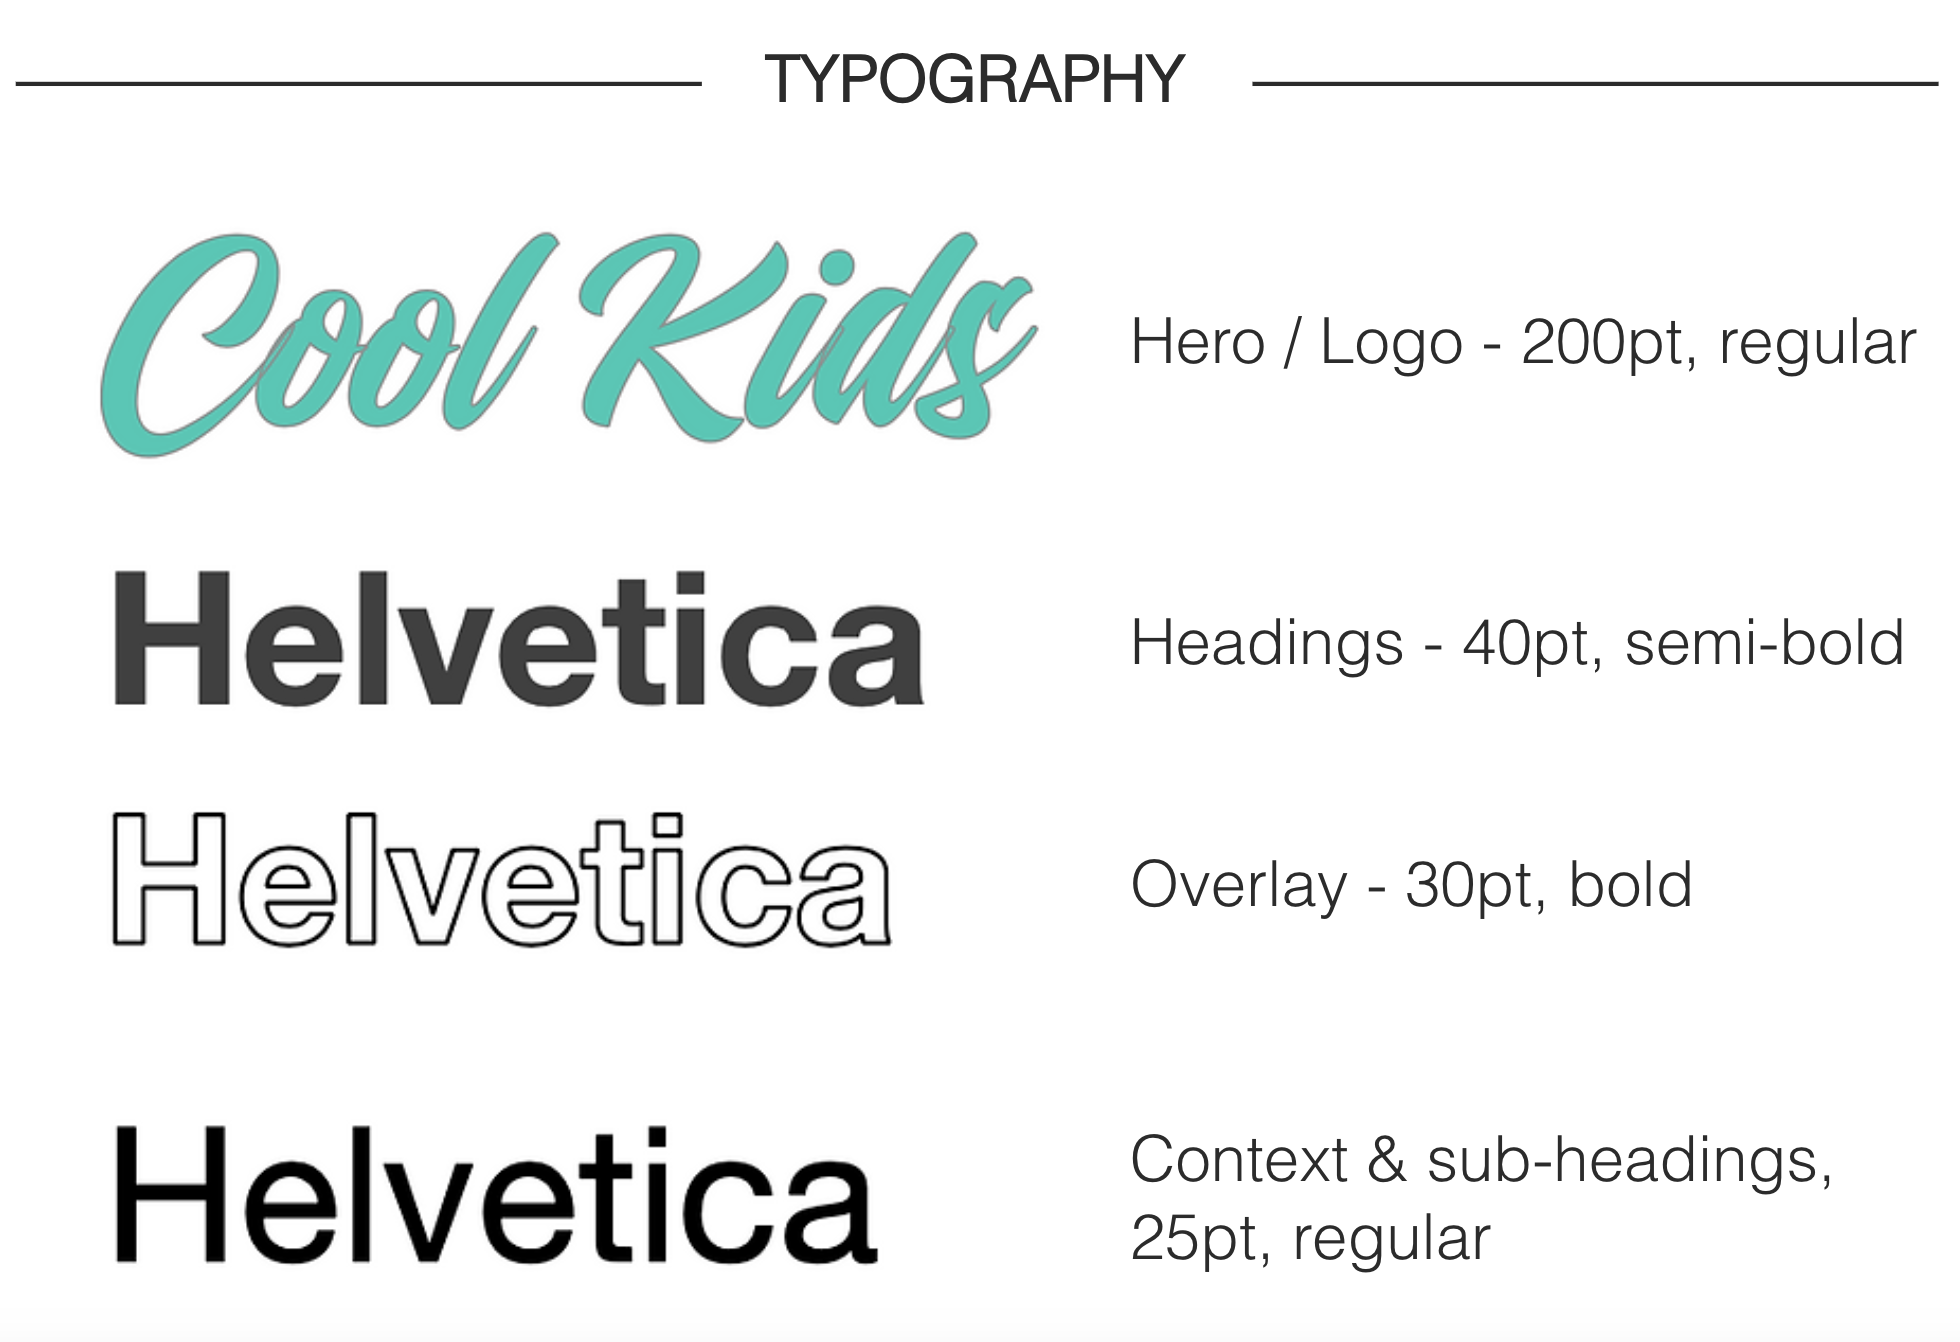 TYPOGRAPHY
Cool Kids
Hero / Logo - 200pt, regular
Helvetica
Headings - 40pt, semi-bold
Helvetica
Overlay - 30pt, bold
Helvetica
Context & sub-headings,
25pt, regular